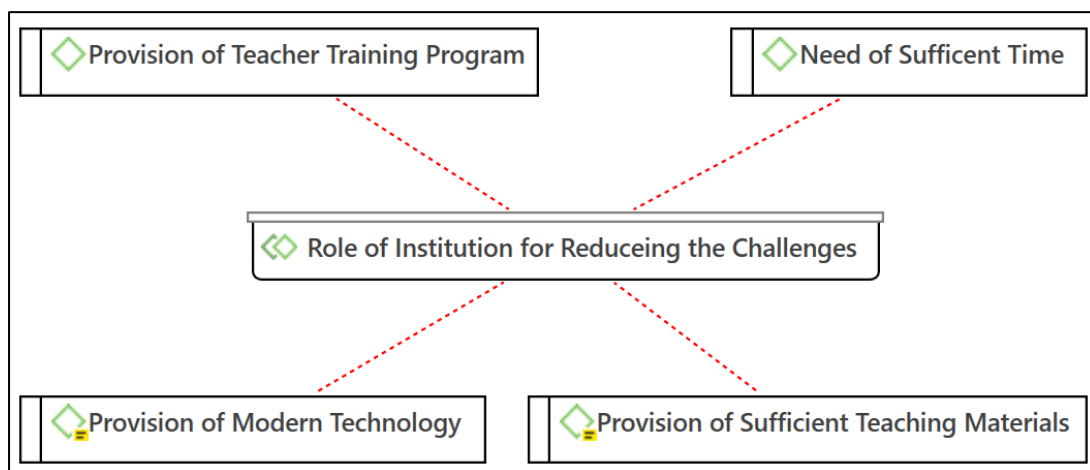 Provision of Teacher Training Program
Need of Sufficent Time
Role of Institution for Reduceing the Challenges
Provision of Modern Technology
Provision of Sufficient Teaching Materials